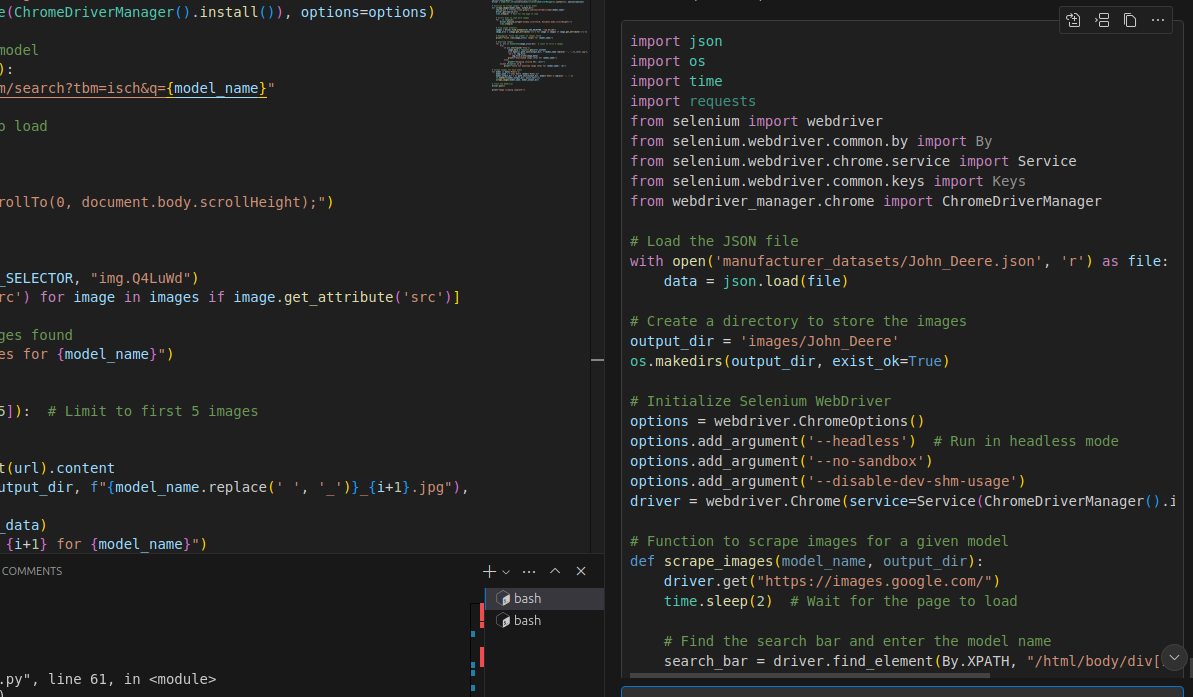 e(ChromeDriverManager().install()), options=options)
model
):
m/search?tbm=isch&q={model_name}"
o load
rollTo(0, document.body.scrollHeight);")
_SELECTOR, "img.Q4LuWd")
rc') for image in images if image.get_attribute('src')]
ges found
es for {model_name}")
5]):  # Limit to first 5 images
t(url).content
utput_dir, f"{model_name.replace(' ', '_')}_{i+1}.jpg"),
_data)
{i+1} for {model_name}")
COMMENTS
bash
bash
.py", line 61, in <module>
import json
import os
import time
import requests
from selenium import webdriver
from selenium.webdriver.common.by import By
from selenium.webdriver.chrome.service import Service
from selenium.webdriver.common.keys import Keys
from webdriver_manager.chrome import ChromeDriverManager
# Load the JSON file
with open('manufacturer_datasets/John_Deere.json', 'r') as file:
    data = json.load(file)
# Create a directory to store the images
output_dir = 'images/John_Deere'
os.makedirs(output_dir, exist_ok=True)
# Initialize Selenium WebDriver
options = webdriver.ChromeOptions()
options.add_argument('--headless')  # Run in headless mode
options.add_argument('--no-sandbox')
options.add_argument('--disable-dev-shm-usage')
driver = webdriver.Chrome(service=Service(ChromeDriverManager().i
# Function to scrape images for a given model
def scrape_images(model_name, output_dir):
    driver.get("https://images.google.com/")
    time.sleep(2)  # Wait for the page to load
    # Find the search bar and enter the model name
    search_bar = driver.find_element(By.XPATH, "/html/body/div[